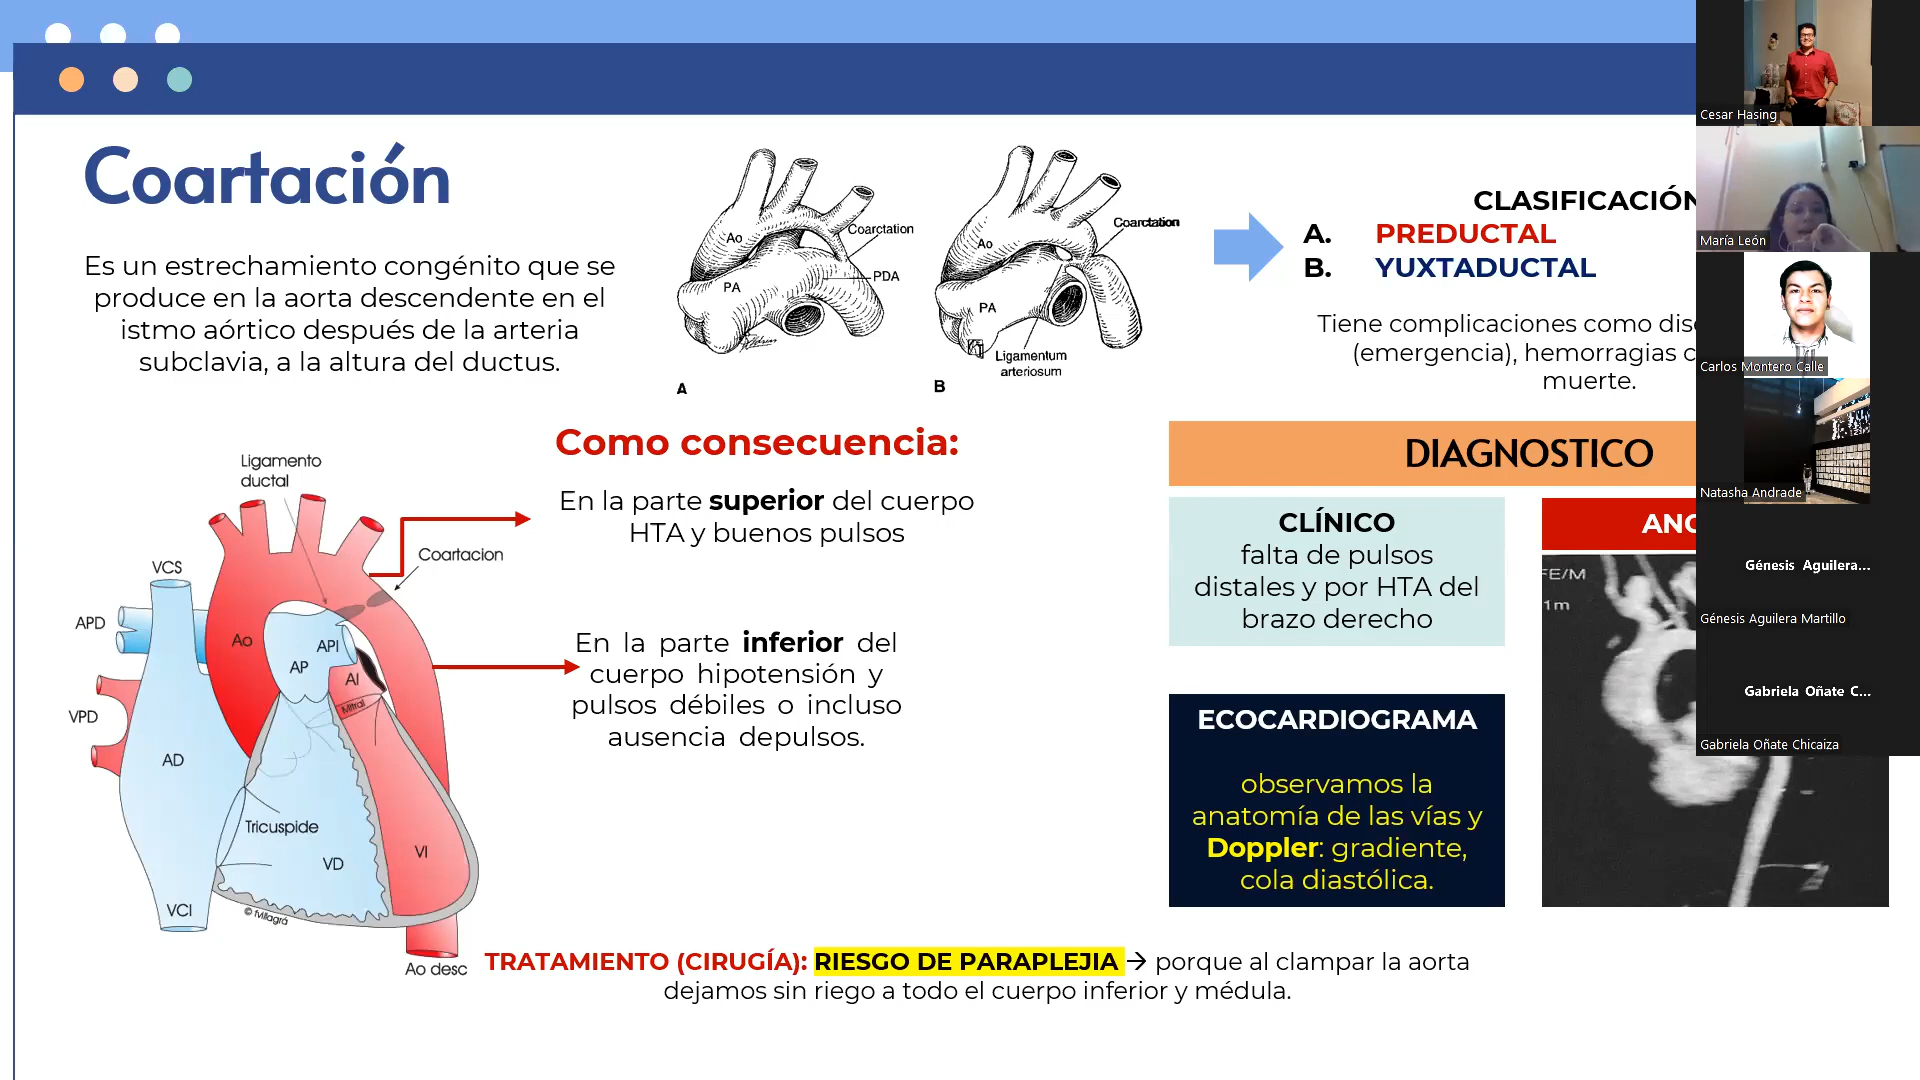 Coartación
Es un estrechamiento congénito que se
produce en la aorta descendente en el
istmo aórtico después de la arteria
subclavia, a la altura del ductus.
Ao
PA
Coarctation
PDA
A
Ao
PA
Coarctation
Ligamentum
arteriosum
B
CLASIFICACIÓN
A. PREDUCTAL
B. YUXTADUCTAL
Tiene complicaciones como
(emergencia), hemorragias
muerte.
Como consecuencia:
En la parte superior del cuerpo
HTA y buenos pulsos
En la parte inferior del
cuerpo hipotensión y
pulsos débiles o incluso
ausencia depulsos.
Ligamento
ductal
Coartacion
VCS
APD
Ao
API
AP
AI
Mitral
VPD
AD
Tricuspide
VD
VI
VCI
© fVillagrá
Ao desc
DIAGNOSTICO
CLÍNICO
falta de pulsos
distales y por HTA del
brazo derecho
ECOCARDIOGRAMA
observamos la
anatomía de las vías y
Doppler: gradiente,
cola diastólica.
FE/M
1m
TRATAMIENTO (CIRUGÍA): RIESGO DE PARAPLEJIA → porque al clampar la aorta
dejamos sin riego a todo el cuerpo inferior y médula.
Cesar Hasing
María León
Carlos Montero Calle
Natasha Andrade
Génesis Aguilera...
Génesis Aguilera Martillo
Gabriela Oñate C...
Gabriela Oñate Chicaiza